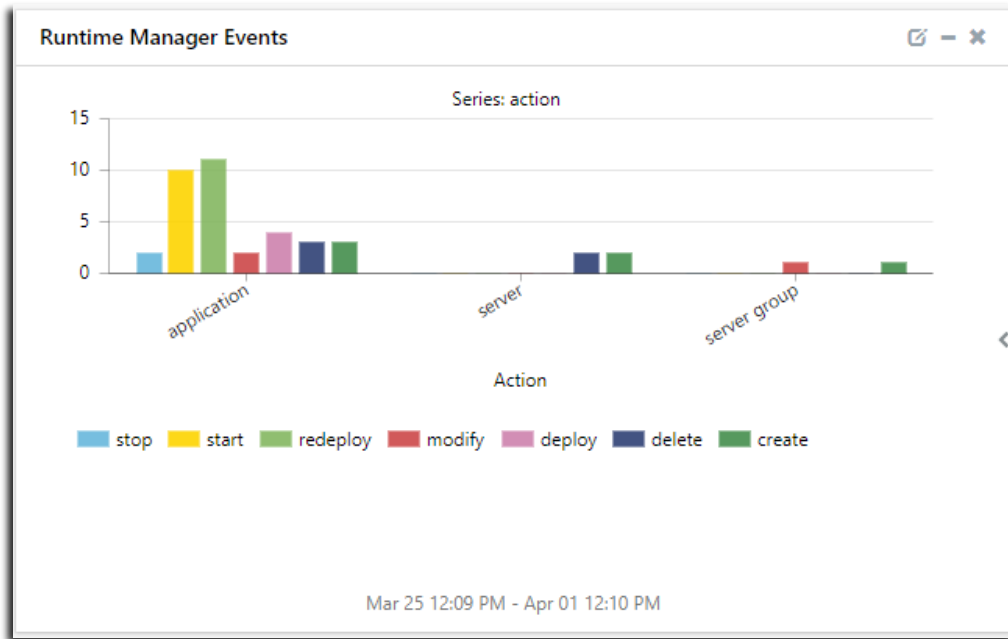 Runtime Manager Events
Series: action
15
10
5
0
application
server
server group
Action
stop start redeploy modify deploy delete create
Mar 25 12:09 PM - Apr 01 12:10 PM